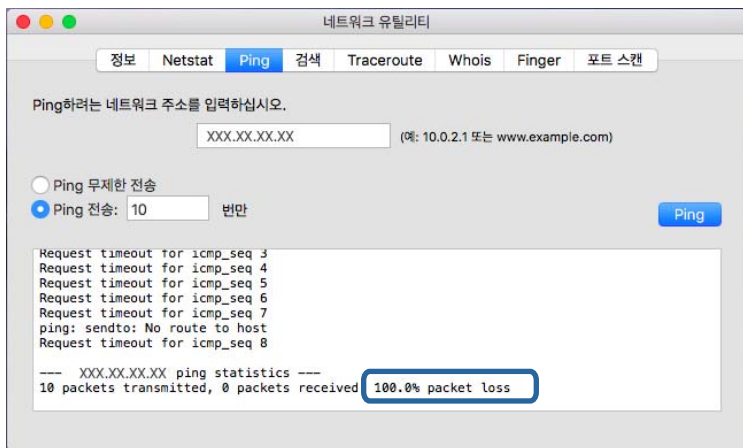 네트워크 유틸리티
정보 Netstat Ping 검색 Traceroute Whois Finger 포트 스캔
Ping하려는 네트워크 주소를 입력하십시오.
XXX.XX.XX.XX (예: 10.0.2.1 또는 www.example.com)
Ping 무제한 전송
Ping 전송: 10 번만
Ping
Request timeout for icmp_seq 3
Request timeout for icmp_seq 4
Request timeout for icmp_seq 5
Request timeout for icmp_seq 6
Request timeout for icmp_seq 7
ping: sendto: No route to host
Request timeout for icmp_seq 8
--- XXX.XX.XX.XX ping statistics ---
10 packets transmitted, 0 packets received 100.0% packet loss